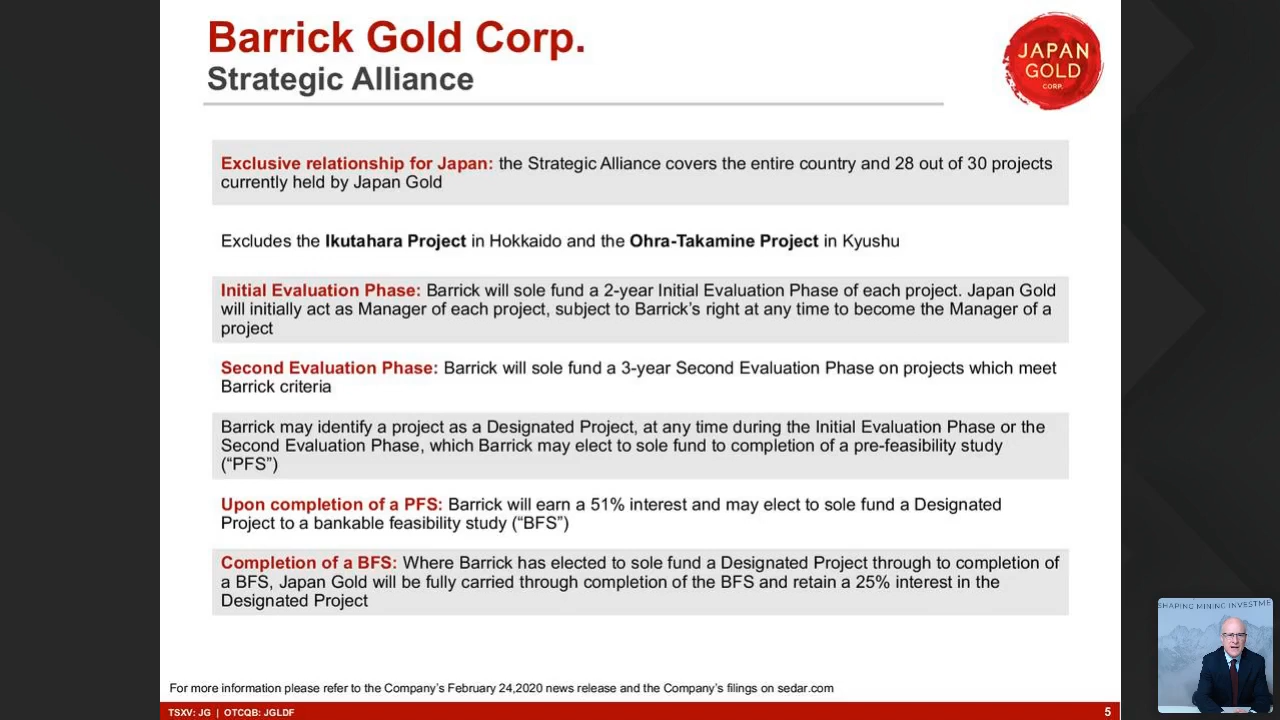 Barrick Gold Corp.
Strategic Alliance
JAPAN
GOLD
CORP.
Exclusive relationship for Japan: the Strategic Alliance covers the entire country and 28 out of 30 projects
currently held by Japan Gold
Excludes the Ikutahara Project in Hokkaido and the Ohra-Takamine Project in Kyushu
Initial Evaluation Phase: Barrick will sole fund a 2-year Initial Evaluation Phase of each project. Japan Gold
will initially act as Manager of each project, subject to Barrick's right at any time to become the Manager of a
project
Second Evaluation Phase: Barrick will sole fund a 3-year Second Evaluation Phase on projects which meet
Barrick criteria
Barrick may identify a project as a Designated Project, at any time during the Initial Evaluation Phase or the
Second Evaluation Phase, which Barrick may elect to sole fund to completion of a pre-feasibility study
(“PFS”)
Upon completion of a PFS: Barrick will earn a 51% interest and may elect to sole fund a Designated
Project to a bankable feasibility study (“BFS”)
Completion of a BFS: Where Barrick has elected to sole fund a Designated Project through to completion of
a BFS, Japan Gold will be fully carried through completion of the BFS and retain a 25% interest in the
Designated Project
SHAPING MINING INVESTME
For more information please refer to the Company's February 24,2020 news release and the Company's filings on sedar.com
TSXV: JG | OTCQB: JGLDF
5